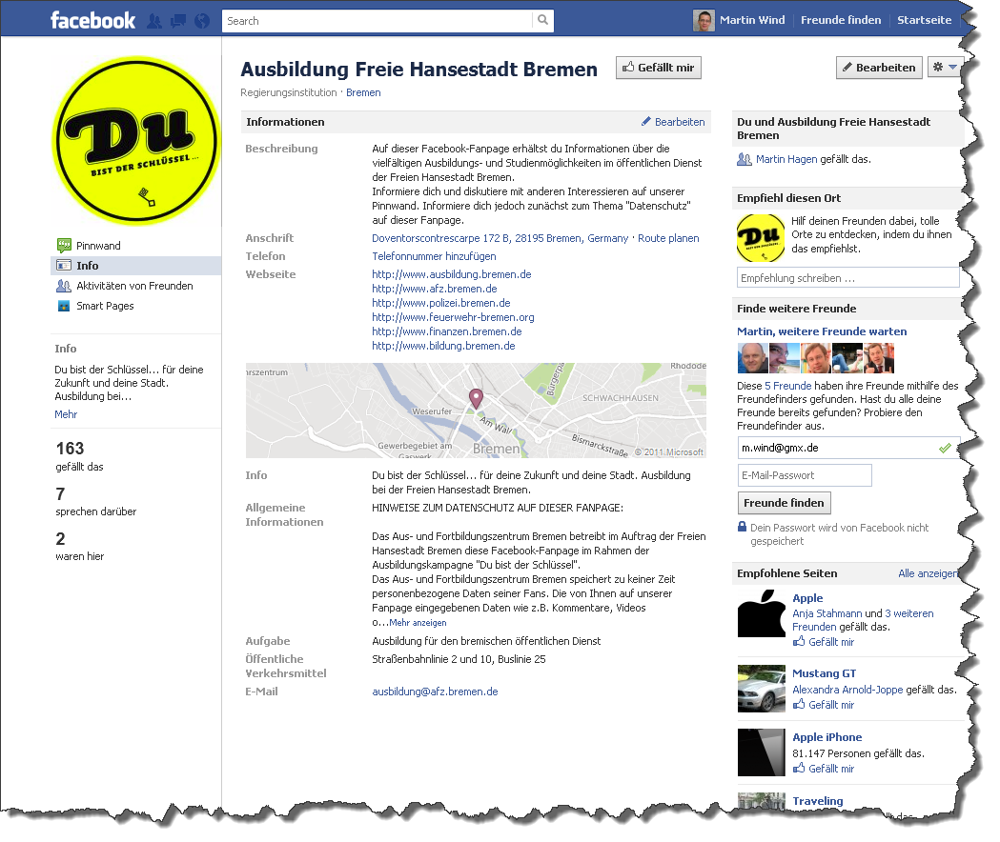 facebook
Search
Martin Wind
Freunde finden
Startseite
Du
BIST DER SCHLÜSSEL...
Pinnwand
Info
Aktivitäten von Freunden
Smart Pages
Info
Du bist der Schlüssel... für deine
Zukunft und deine Stadt.
Ausbildung bei...
Mehr
163
gefällt das
7
sprechen darüber
2
waren hier
Ausbildung Freie Hansestadt Bremen
Gefällt mir
Bearbeiten
Regierungsinstitution · Bremen
Informationen
Bearbeiten
Beschreibung
Auf dieser Facebook-Fanpage erhältst du Informationen über die
vielfältigen Ausbildungs- und Studienmöglichkeiten im öffentlichen Dienst
der Freien Hansestadt Bremen.
Informiere dich und diskutiere mit anderen Interessieren auf unserer
Pinnwand. Informiere dich jedoch zunächst zum Thema "Datenschutz"
auf dieser Fanpage.
Anschrift
Doventorscontrescarpe 172 B, 28195 Bremen, Germany · Route planen
Telefon
Telefonnummer hinzufügen
Webseite
http://www.ausbildung.bremen.de
http://www.afz.bremen.de
http://www.polizei.bremen.de
http://www.feuerwehr-bremen.org
http://www.finanzen.bremen.de
http://www.bildung.bremen.de
hrszentrum
Rhodode
Bürgerpa
SCHWACHHAUSEN
Weserufer
Am Wall
Gewerbegebiet am
Gaswerk
Bremen
Bismarckstraße
© 2011 Microsoft
Info
Du bist der Schlüssel... für deine Zukunft und deine Stadt. Ausbildung
bei der Freien Hansestadt Bremen.
Allgemeine
Informationen
HINWEISE ZUM DATENSCHUTZ AUF DIESER FANPAGE:
Das Aus- und Fortbildungszentrum Bremen betreibt im Auftrag der Freien
Hansestadt Bremen diese Facebook-Fanpage im Rahmen der
Ausbildungskampagne "Du bist der Schlüssel".
Das Aus- und Fortbildungszentrum Bremen speichert zu keiner Zeit
personenbezogene Daten seiner Fans. Die von Ihnen auf unserer
Fanpage eingegebenen Daten wie z.B. Kommentare, Videos
o...Mehr anzeigen
Aufgabe
Ausbildung für den bremischen öffentlichen Dienst
Öffentliche
Verkehrsmittel
Straßenbahnlinie 2 und 10, Buslinie 25
E-Mail
ausbildung@afz.bremen.de
Du und Ausbildung Freie Hansestadt
Bremen
Martin Hagen gefällt das.
Empfiehl diesen Ort
Du
Hilf deinen Freunden dabei, tolle
Orte zu entdecken, indem du ihnen
das empfiehlst.
Empfehlung schreiben ...
Finde weitere Freunde
Martin, weitere Freunde warten
Diese 5 Freunde haben ihre Freunde mithilfe des
Freundefinders gefunden. Hast du alle deine
Freunde bereits gefunden? Probiere den
Freundefinder aus.
m.wind@gmx.de
E-Mail-Passwort
Freunde finden
Dein Passwort wird von Facebook nicht
gespeichert
Empfohlene Seiten
Alle anzeigen
Apple
Anja Stahmann und 3 weiteren
Freunden gefällt das.
Gefällt mir
Mustang GT
Alexandra Arnold-Joppe gefällt das.
Gefällt mir
Apple iPhone
81.147 Personen gefällt das.
Gefällt mir
Traveling
das.